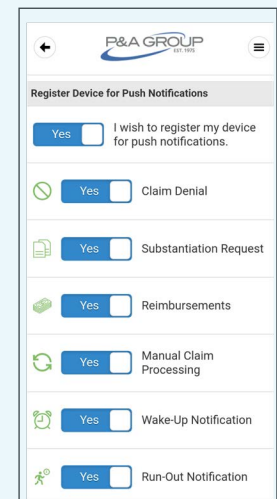 P&A GROUP
EST. 1975
Register Device for Push Notifications
Yes I wish to register my device
for push notifications.
Yes Claim Denial
Yes Substantiation Request
Yes Reimbursements
Yes Manual Claim
Processing
Yes Wake-Up Notification
Yes Run-Out Notification